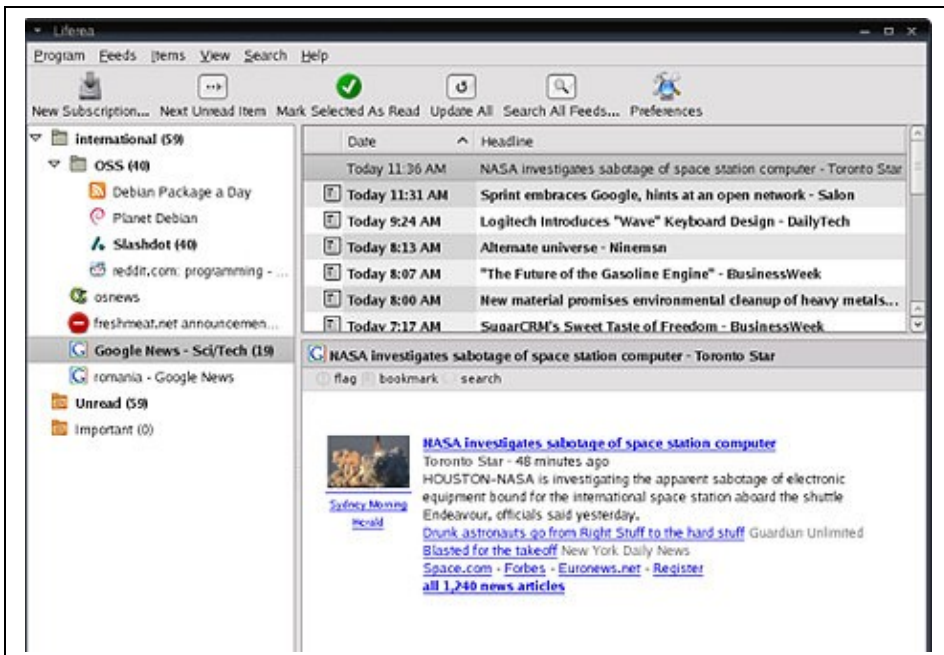 Liferea
Program Feeds Items View Search Help
New Subscription... Next Unread Item Mark Selected As Read Update All Search All Feeds... Preferences
international (59)
OSS (40)
Debian Package a Day
Planet Debian
Slashdot (40)
reddit.com: programming - ...
osnews
freshmeat.net announcemen...
Google News - Sci/Tech (19)
romania - Google News
Unread (59)
Important (0)
Date Headline
Today 11:36 AM NASA investigates sabotage of space station computer - Toronto Star
Today 11:31 AM Sprint embraces Google, hints at an open network - Salon
Today 9:24 AM Logitech Introduces "Wave" Keyboard Design - DailyTech
Today 8:13 AM Alternate universe - Ninemsn
Today 8:07 AM "The Future of the Gasoline Engine" - BusinessWeek
Today 8:00 AM New material promises environmental cleanup of heavy metals...
Today 7:17 AM SugarCRM's Sweet Taste of Freedom - BusinessWeek
NASA investigates sabotage of space station computer - Toronto Star
flag bookmark search
Sydney Morning
Herald
NASA investigates sabotage of space station computer
Toronto Star - 48 minutes ago
HOUSTON-NASA is investigating the apparent sabotage of electronic
equipment bound for the international space station aboard the shuttle
Endeavour, officials said yesterday.
Drunk astronauts go from Right Stuff to the hard stuff Guardian Unlimited
Blasted for the takeoff New York Daily News
Space.com - Forbes - Euronews.net - Register
all 1,240 news articles